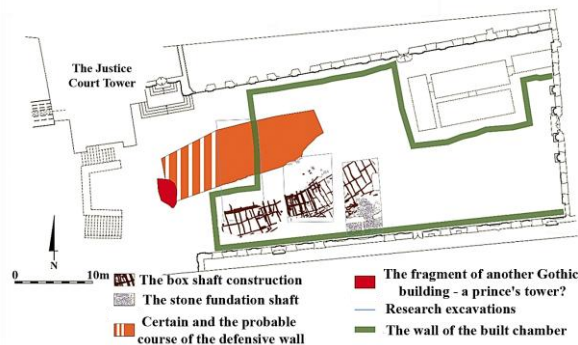 The Justice
Court Tower
N
0 10m
The box shaft construction
The stone fundation shaft
Certain and the probable
course of the defensive wall
The fragment of another Gothic
building - a prince's tower?
Research excavations
The wall of the built chamber